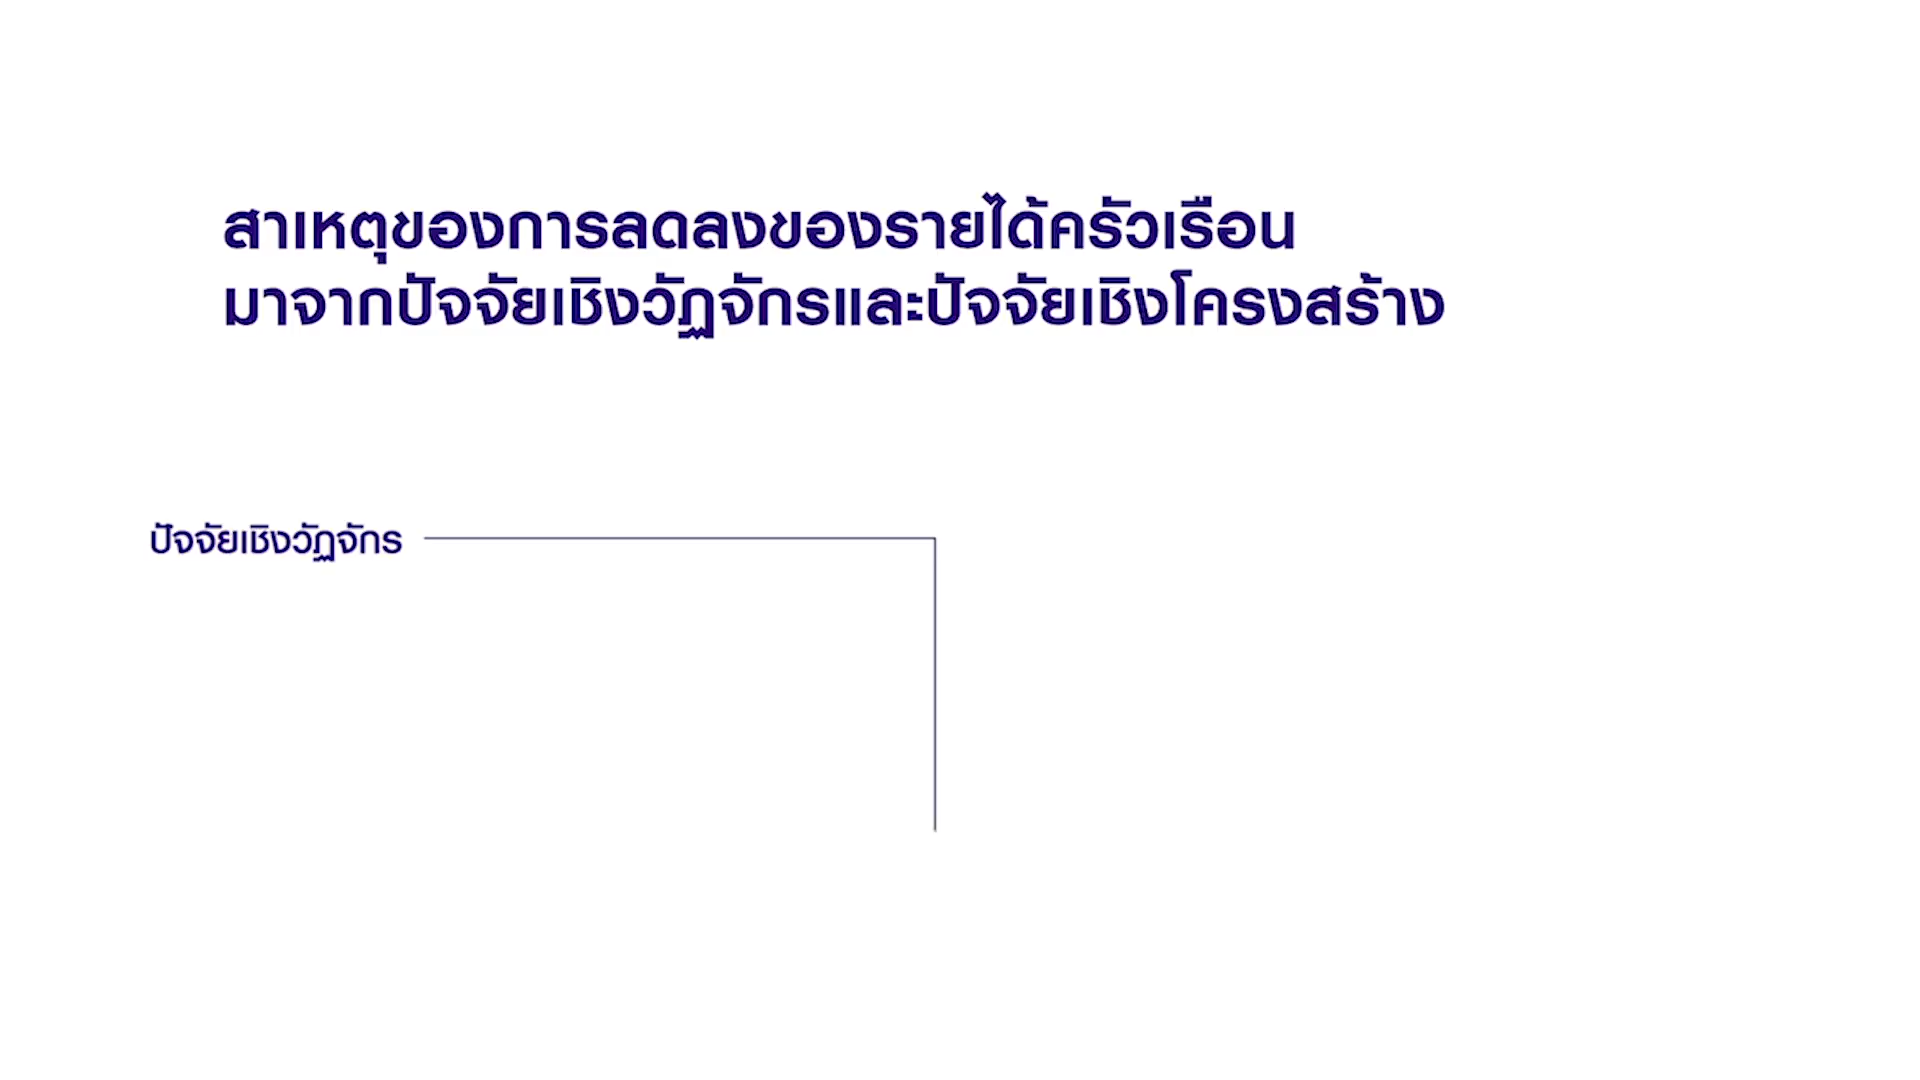 สาเหตุของการลดลงของรายได้ครัวเรือน
มาจากปัจจัยเชิงวัฏจักรและปัจจัยเชิงโครงสร้าง
ปัจจัยเชิงวัฏจักร